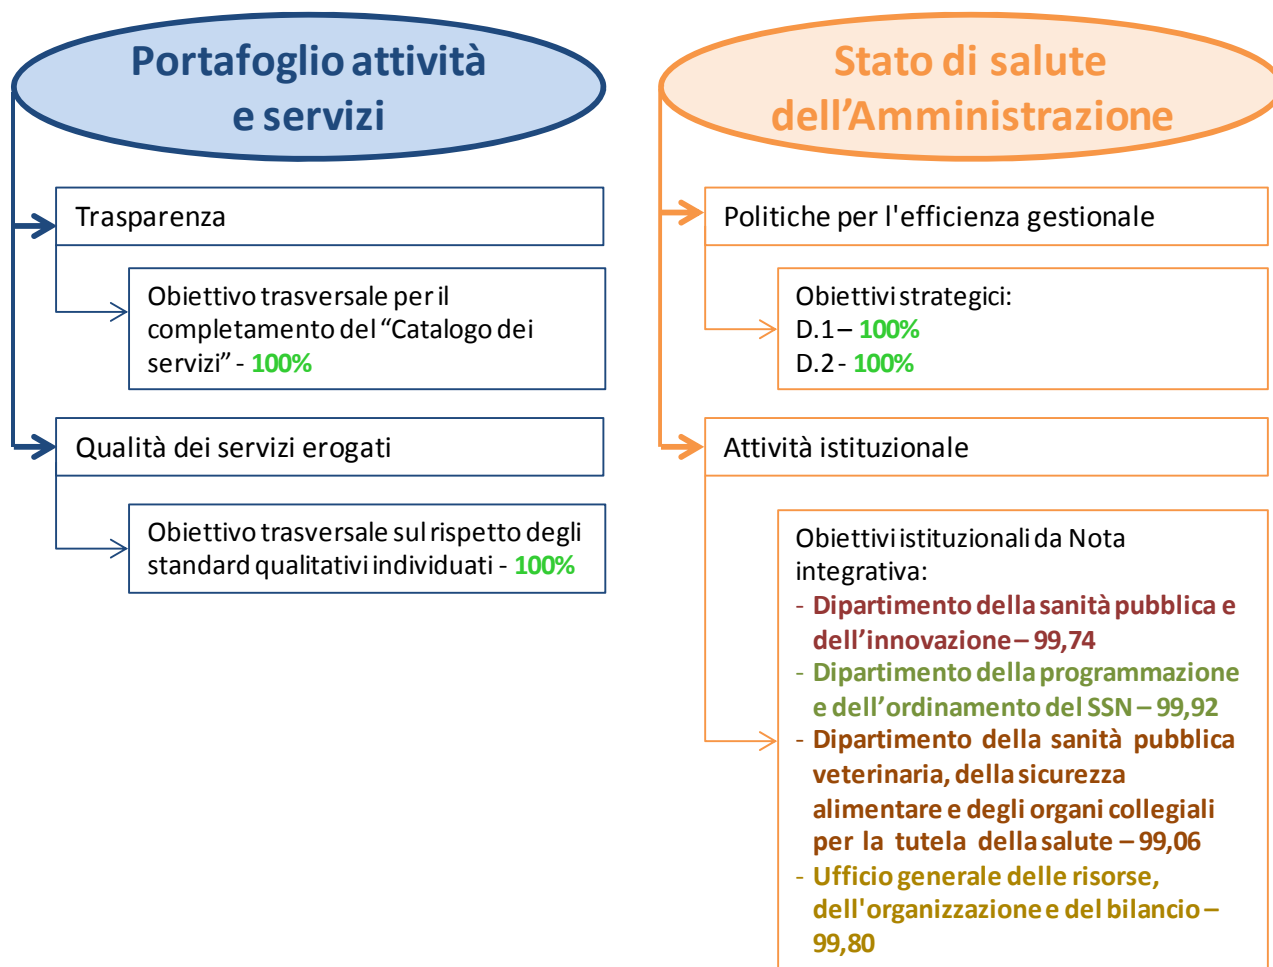 Portafoglio attività
e servizi
Trasparenza
Obiettivo trasversale per il
completamento del “Catalogo dei
servizi” - 100%
Qualità dei servizi erogati
Obiettivo trasversale sul rispetto degli
standard qualitativi individuati - 100%
Stato di salute
dell’Amministrazione
Politiche per l'efficienza gestionale
Obiettivi strategici:
D.1 – 100%
D.2 - 100%
Attività istituzionale
Obiettivi istituzionali da Nota
integrativa:
- Dipartimento della sanità pubblica e
dell’innovazione – 99,74
- Dipartimento della programmazione
e dell’ordinamento del SSN – 99,92
- Dipartimento della sanità pubblica
veterinaria, della sicurezza
alimentare e degli organi collegiali
per la tutela della salute – 99,06
- Ufficio generale delle risorse,
dell'organizzazione e del bilancio –
99,80